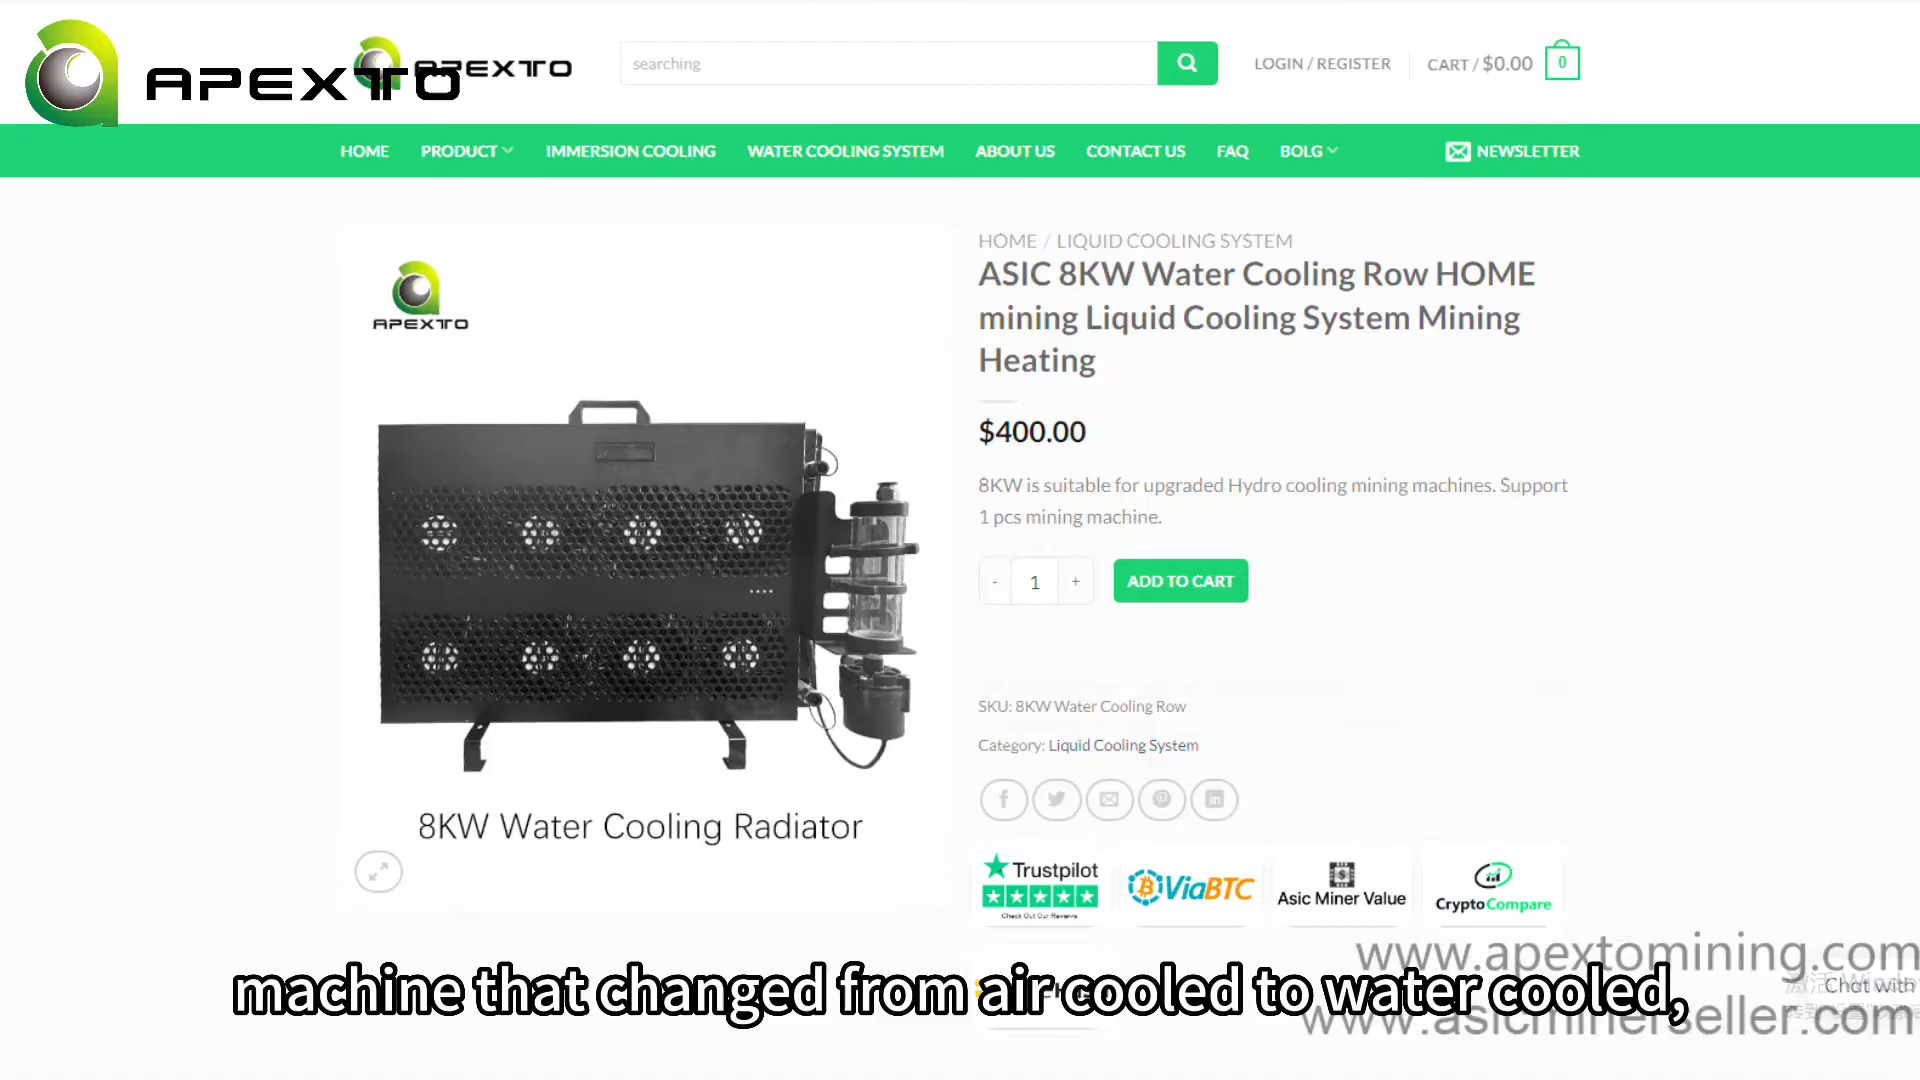 APEXTO
APEXTO
searching
LOGIN / REGISTER
CART / $0.00
0
HOME
PRODUCT
IMMERSION COOLING
WATER COOLING SYSTEM
ABOUT US
CONTACT US
FAQ
BOLG
NEWSLETTER
APEXTO
HOME / LIQUID COOLING SYSTEM
ASIC 8KW Water Cooling Row HOME
mining Liquid Cooling System Mining
Heating
$400.00
8KW is suitable for upgraded Hydro cooling mining machines. Support
1 pcs mining machine.
- 1 +
ADD TO CART
SKU: 8KW Water Cooling Row
Category: Liquid Cooling System
8KW Water Cooling Radiator
Trustpilot
Check Out Our Reviews
ViaBTC
Asic Miner Value
CryptoCompare
www.apextomining.com
Chat with
machine that changed from air cooled to water cooled,
www.asicminerseller.com